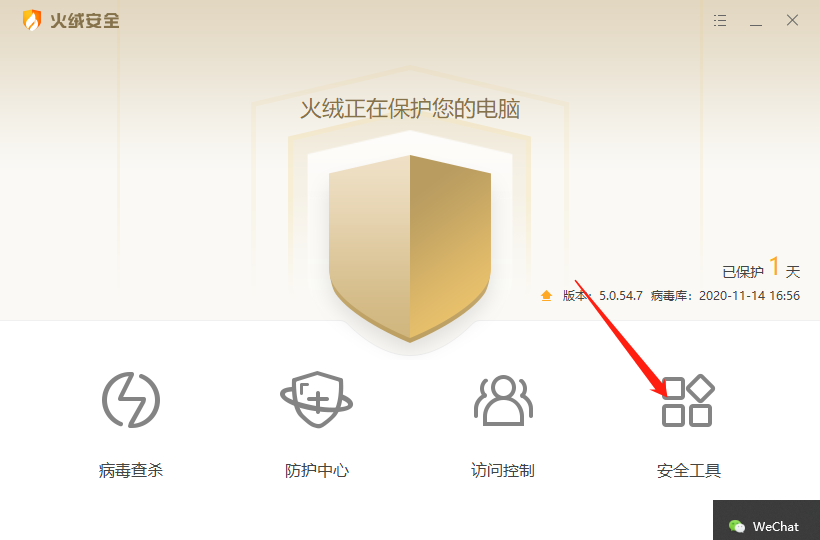 火绒安全
火绒正在保护您的电脑
已保护 1 天
版本: 5.0.54.7 病毒库: 2020-11-14 16:56
病毒查杀
防护中心
访问控制
安全工具
WeChat